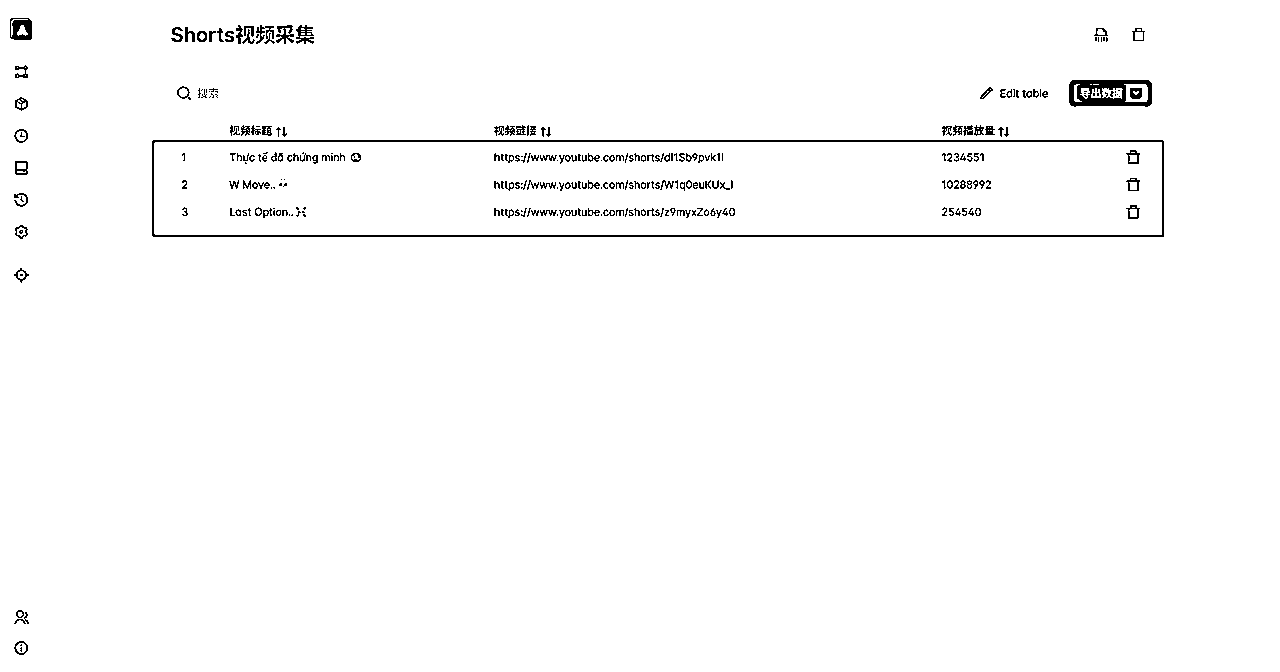 Shorts视频采集
搜索 Edit table 导出数据
视频标题 视频链接 视频播放量
1 Thực tế đã chứng minh https://www.youtube.com/shorts/dI1Sb9pvk1I 1234551
2 W Move.. https://www.youtube.com/shorts/W1q0euKUx_I 10288992
3 Last Option.. https://www.youtube.com/shorts/z9myxZo6y40 254540